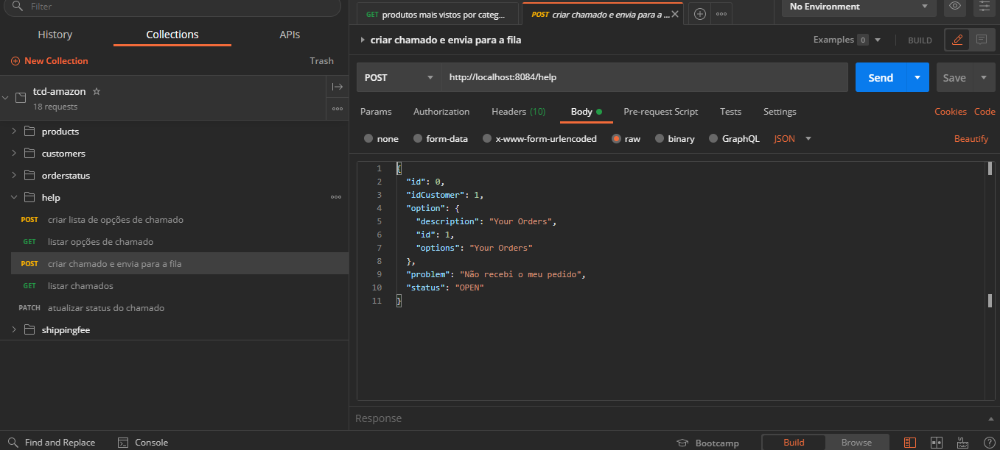 Filter
History Collections APIs
New Collection Trash
tcd-amazon
18 requests
products
customers
orderstatus
help
POST criar lista de opções de chamado
GET listar opções de chamado
POST criar chamado e envia para a fila
GET listar chamados
PATCH atualizar status do chamado
shippingfee
GET produtos mais vistos por categ...
POST criar chamado e envia para a ...
No Environment
criar chamado e envia para a fila
Examples 0 BUILD
POST http://localhost:8084/help Send Save
Params Authorization Headers (10) Body Pre-request Script Tests Settings Cookies Code
none form-data x-www-form-urlencoded raw binary GraphQL JSON Beautify
1 {
2 "id": 0,
3 "idCustomer": 1,
4 "option": {
5 "description": "Your Orders",
6 "id": 1,
7 "options": "Your Orders"
8 },
9 "problem": "Não recebi o meu pedido",
10 "status": "OPEN"
11 }
Response
Find and Replace Console Bootcamp Build Browse